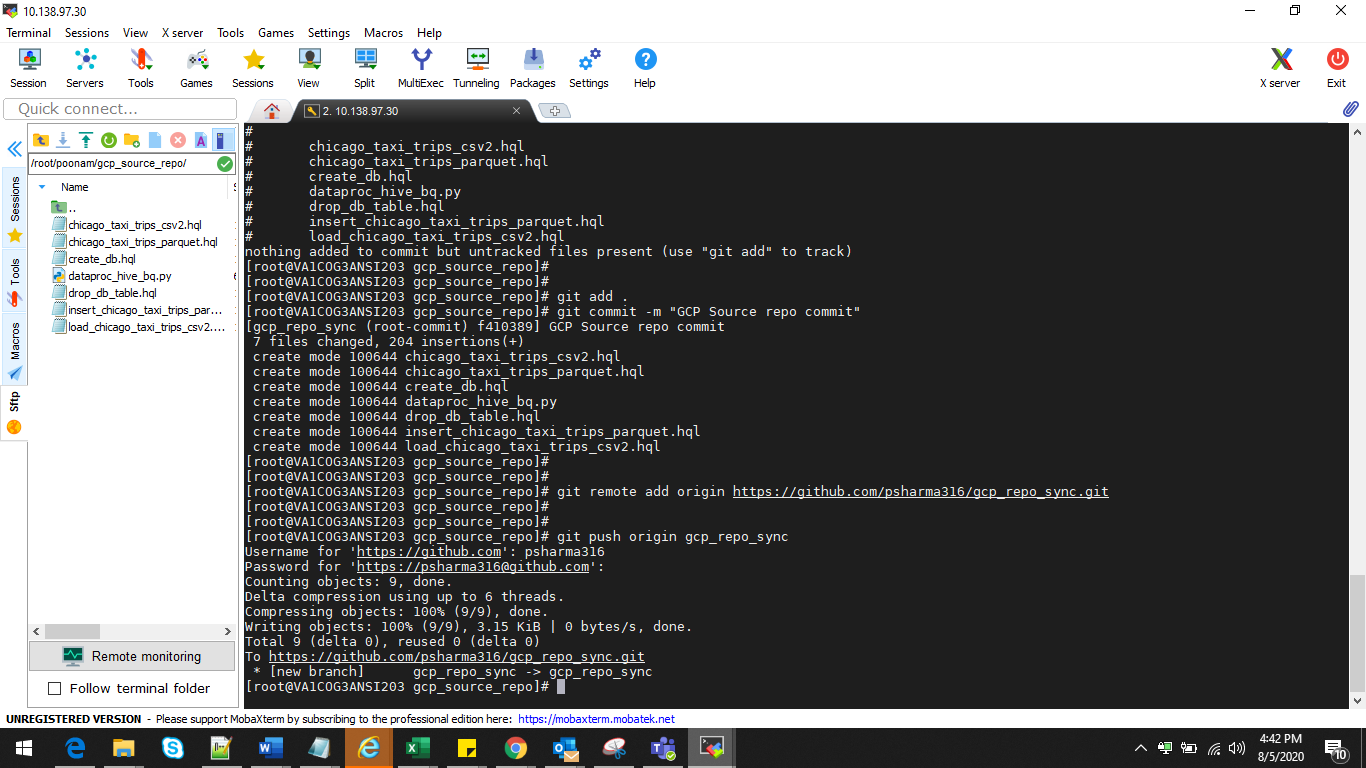 10.138.97.30
Terminal Sessions View X server Tools Games Settings Macros Help
Session Servers Tools Games Sessions View Split MultiExec Tunneling Packages Settings Help X server Exit
Quick connect...
2. 10.138.97.30
/root/poonam/gcp_source_repo/
Name
..
chicago_taxi_trips_csv2.hql
chicago_taxi_trips_parquet.hql
create_db.hql
dataproc_hive_bq.py
drop_db_table.hql
insert_chicago_taxi_trips_par...
load_chicago_taxi_trips_csv2....
Sessions
Tools
Macros
Sftp
Remote monitoring
Follow terminal folder
#
# chicago_taxi_trips_csv2.hql
# chicago_taxi_trips_parquet.hql
# create_db.hql
# dataproc_hive_bq.py
# drop_db_table.hql
# insert_chicago_taxi_trips_parquet.hql
# load_chicago_taxi_trips_csv2.hql
nothing added to commit but untracked files present (use "git add" to track)
[root@VA1COG3ANSI203 gcp_source_repo]#
[root@VA1COG3ANSI203 gcp_source_repo]#
[root@VA1COG3ANSI203 gcp_source_repo]# git add .
[root@VA1COG3ANSI203 gcp_source_repo]# git commit -m "GCP Source repo commit"
[gcp_repo_sync (root-commit) f410389] GCP Source repo commit
7 files changed, 204 insertions(+)
create mode 100644 chicago_taxi_trips_csv2.hql
create mode 100644 chicago_taxi_trips_parquet.hql
create mode 100644 create_db.hql
create mode 100644 dataproc_hive_bq.py
create mode 100644 drop_db_table.hql
create mode 100644 insert_chicago_taxi_trips_parquet.hql
create mode 100644 load_chicago_taxi_trips_csv2.hql
[root@VA1COG3ANSI203 gcp_source_repo]#
[root@VA1COG3ANSI203 gcp_source_repo]#
[root@VA1COG3ANSI203 gcp_source_repo]# git remote add origin https://github.com/psharma316/gcp_repo_sync.git
[root@VA1COG3ANSI203 gcp_source_repo]#
[root@VA1COG3ANSI203 gcp_source_repo]#
[root@VA1COG3ANSI203 gcp_source_repo]# git push origin gcp_repo_sync
Username for 'https://github.com': psharma316
Password for 'https://psharma316@github.com':
Counting objects: 9, done.
Delta compression using up to 6 threads.
Compressing objects: 100% (9/9), done.
Writing objects: 100% (9/9), 3.15 KiB | 0 bytes/s, done.
Total 9 (delta 0), reused 0 (delta 0)
To https://github.com/psharma316/gcp_repo_sync.git
* [new branch] gcp_repo_sync -> gcp_repo_sync
[root@VA1COG3ANSI203 gcp_source_repo]#
UNREGISTERED VERSION - Please support MobaXterm by subscribing to the professional edition here: https://mobaxterm.mobatek.net
4:42 PM
8/5/2020
10